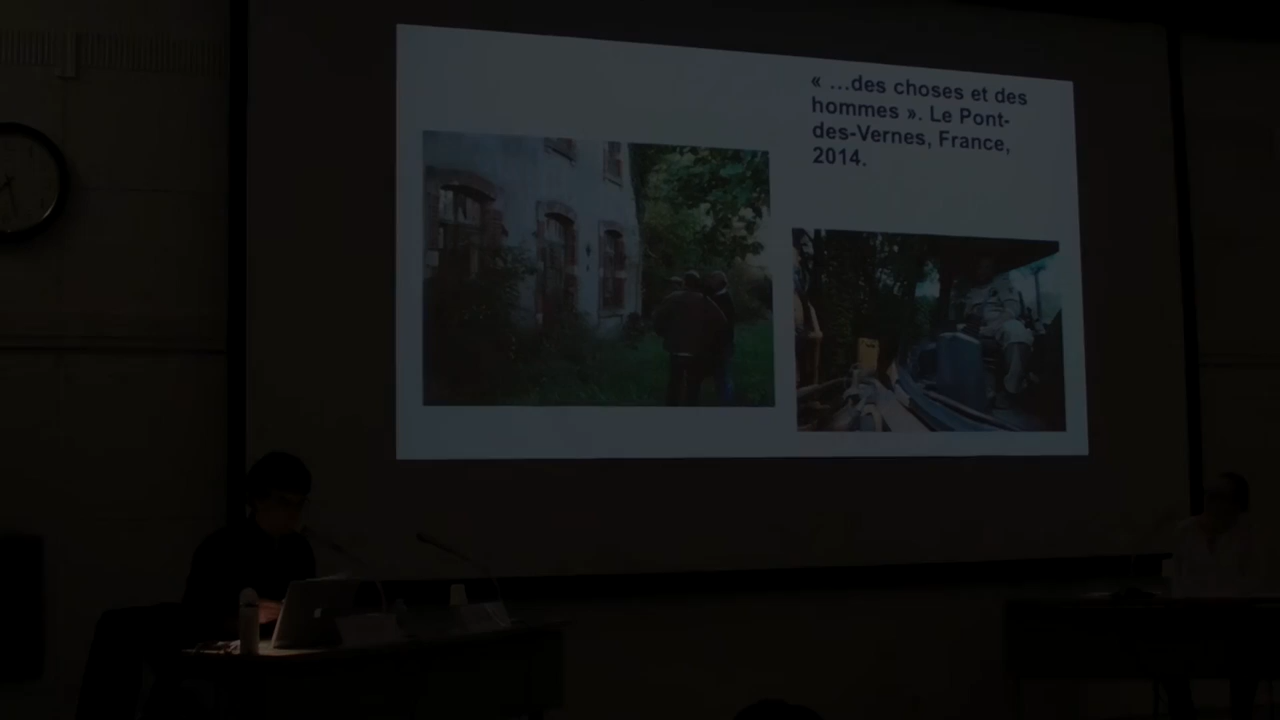 « ...des choses et des
hommes ». Le Pont-
des-Vernes, France,
2014.